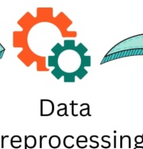 Data
reprocessing